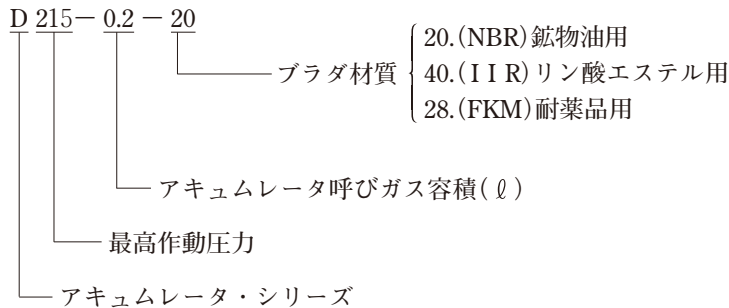 D 215－0.2－20
20.(NBR)鉱物油用
ブラダ材質
40.(IIR)リン酸エステル用
28.(FKM)耐薬品用
アキュムレータ呼びガス容積(ℓ)
最高作動圧力
アキュムレータ・シリーズ